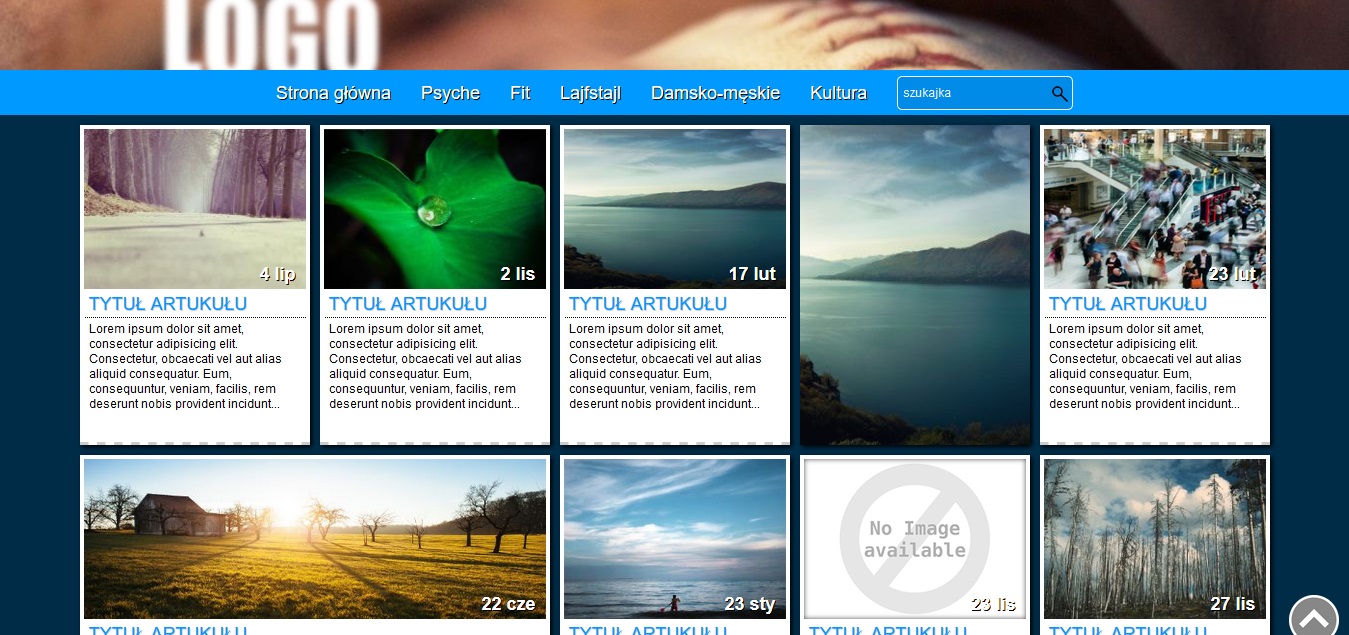 LOGO
Strona główna Psyche Fit Lajfstajl Damsko-męskie Kultura szukajka
4 lip
TYTUŁ ARTUKUŁU
Lorem ipsum dolor sit amet,
consectetur adipisicing elit.
Consectetur, obcaecati vel aut alias
aliquid consequatur. Eum,
consequuntur, veniam, facilis, rem
deserunt nobis provident incidunt...
2 lis
TYTUŁ ARTUKUŁU
Lorem ipsum dolor sit amet,
consectetur adipisicing elit.
Consectetur, obcaecati vel aut alias
aliquid consequatur. Eum,
consequuntur, veniam, facilis, rem
deserunt nobis provident incidunt...
17 lut
TYTUŁ ARTUKUŁU
Lorem ipsum dolor sit amet,
consectetur adipisicing elit.
Consectetur, obcaecati vel aut alias
aliquid consequatur. Eum,
consequuntur, veniam, facilis, rem
deserunt nobis provident incidunt...
23 lut
TYTUŁ ARTUKUŁU
Lorem ipsum dolor sit amet,
consectetur adipisicing elit.
Consectetur, obcaecati vel aut alias
aliquid consequatur. Eum,
consequuntur, veniam, facilis, rem
deserunt nobis provident incidunt...
22 cze
TYTUŁ ARTUKUŁU
23 sty
TYTUŁ ARTUKUŁU
No Image
available
23 lis
TYTUŁ ARTUKUŁU
27 lis
TYTUŁ ARTUKUŁU